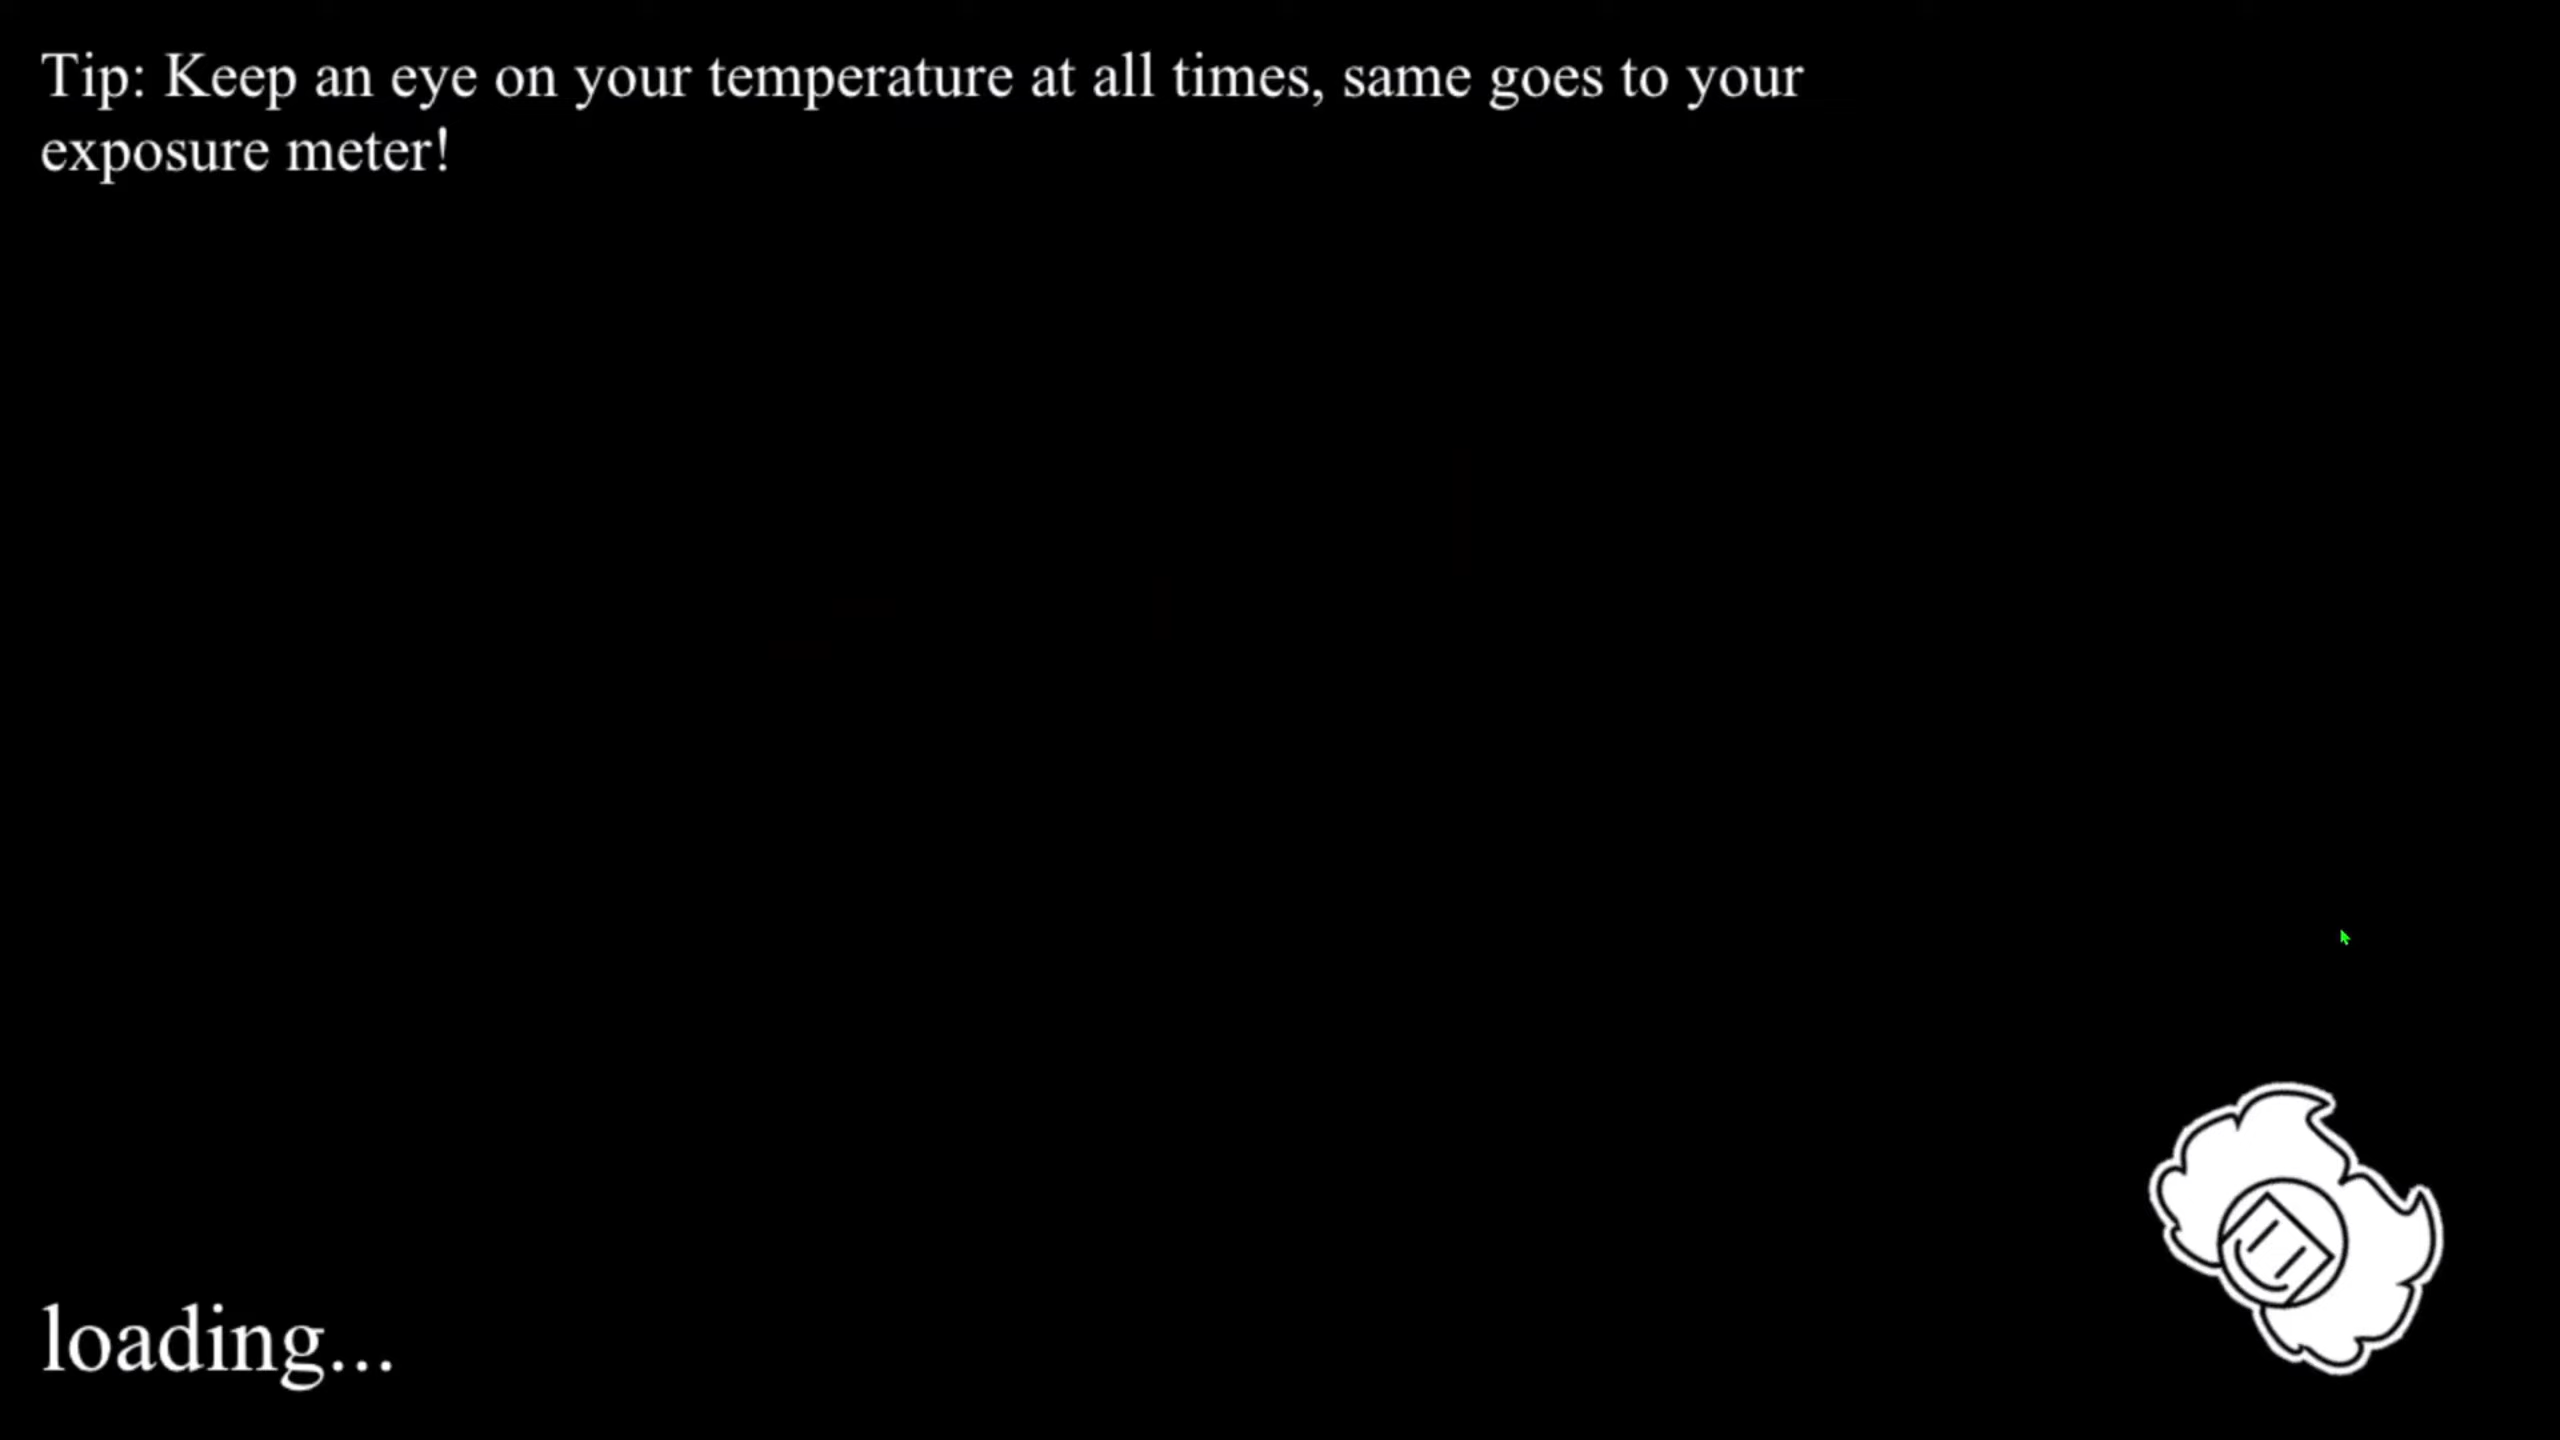 Tip: Keep an eye on your temperature at all times, same goes to your
exposure meter!
loading...